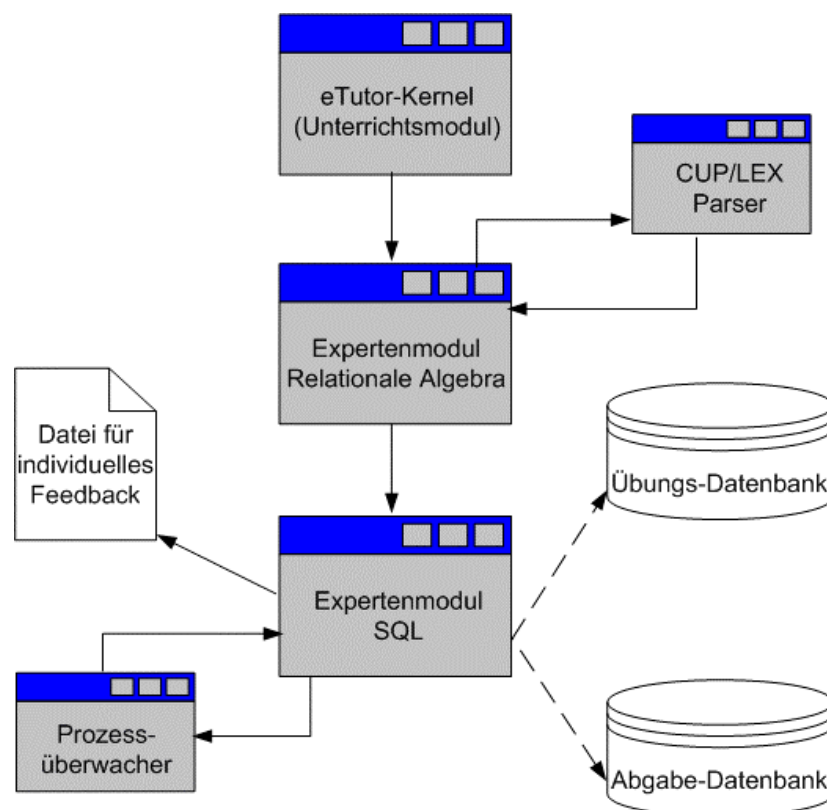 eTutor-Kernel
(Unterrichtsmodul)
CUP/LEX
Parser
Expertenmodul
Relationale Algebra
Datei für
individuelles
Feedback
Übungs-Datenbank
Expertenmodul
SQL
Prozess-
überwacher
Abgabe-Datenbank